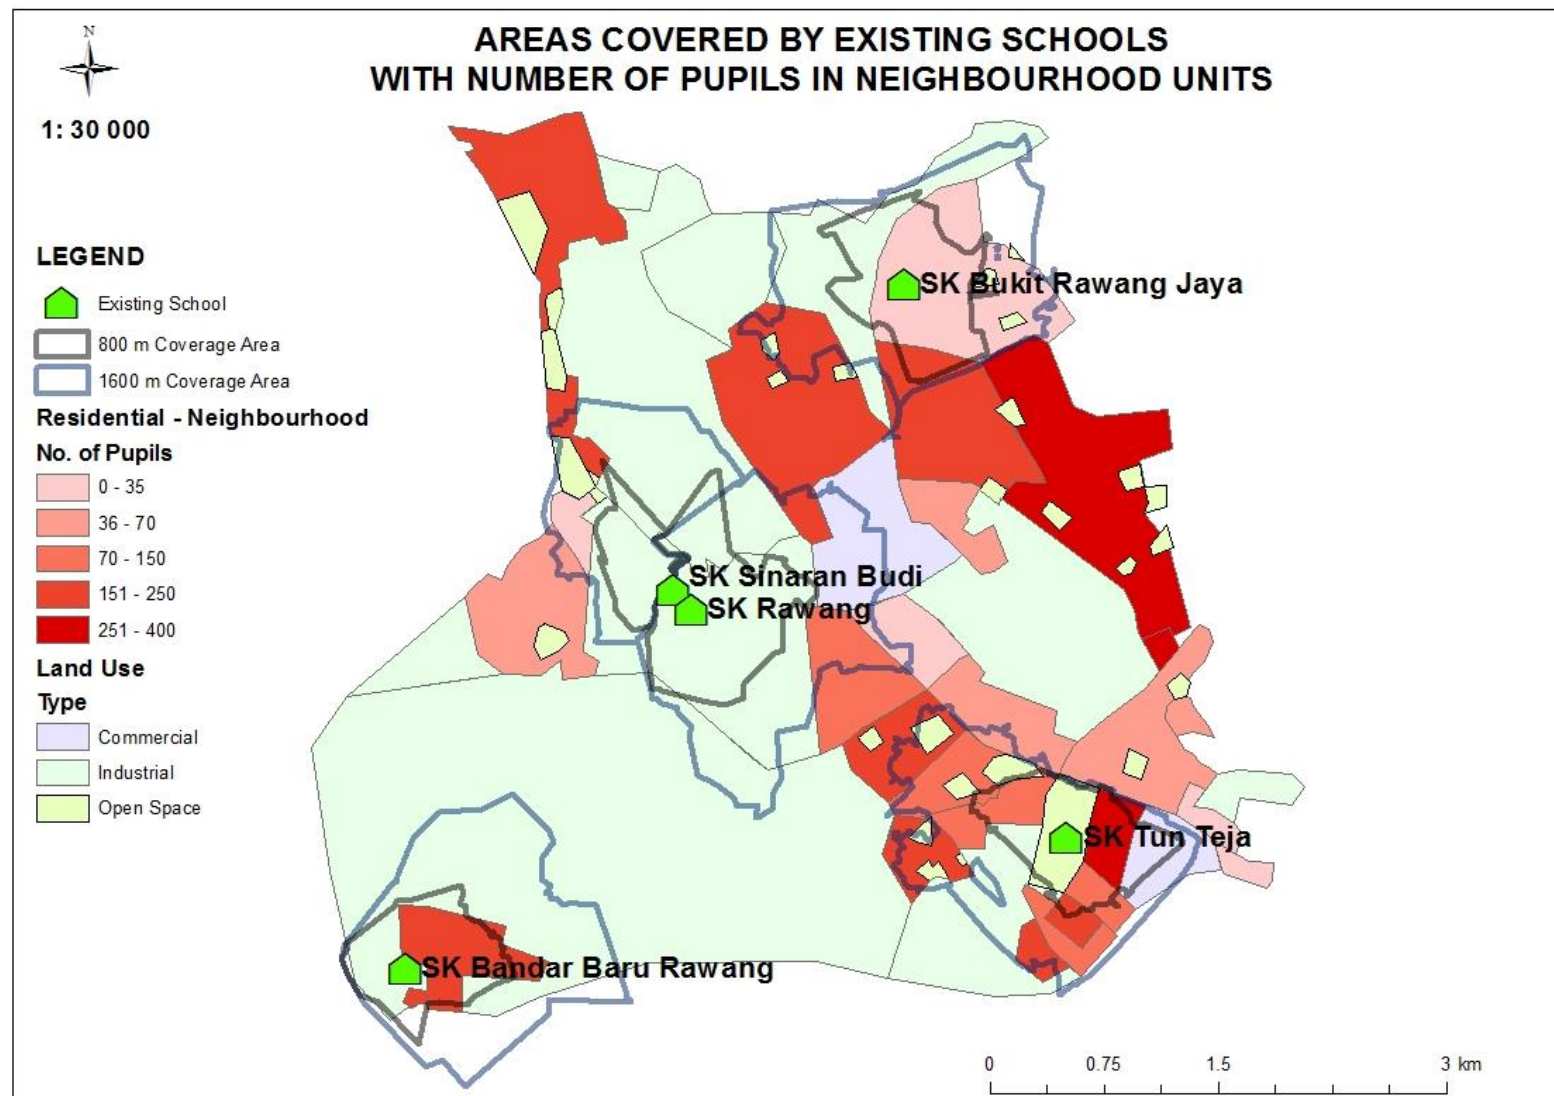 AREAS COVERED BY EXISTING SCHOOLS
WITH NUMBER OF PUPILS IN NEIGHBOURHOOD UNITS
N
1: 30 000
LEGEND
Existing School
800 m Coverage Area
1600 m Coverage Area
Residential - Neighbourhood
No. of Pupils
0 - 35
36 - 70
70 - 150
151 - 250
251 - 400
Land Use
Type
Commercial
Industrial
Open Space
SK Bukit Rawang Jaya
SK Sinaran Budi
SK Rawang
SK Tun Teja
SK Bandar Baru Rawang
0 0.75 1.5 3 km